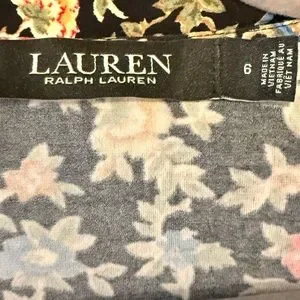 LAUREN
RALPH LAUREN
6
MADE IN
VIETNAM
FABRIQUÉ AU
VIÊT NAM